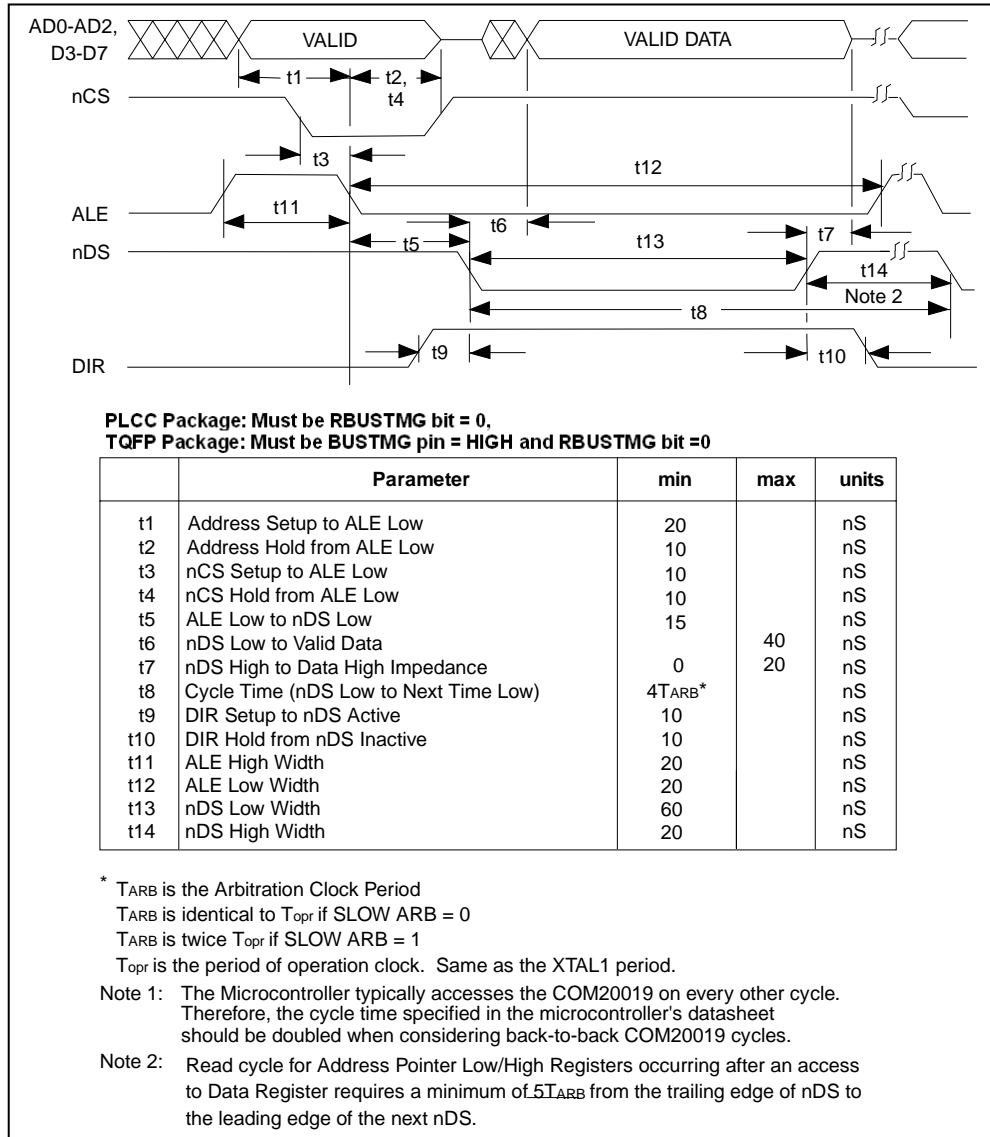 AD0-AD2,
D3-D7
VALID
VALID DATA
t1
t2,
t4
nCS
t3
t12
ALE
t11
t6
t5
t13
t7
nDS
t14
Note 2
t8
t9
t10
DIR
PLCC Package: Must be RBUSTMG bit = 0,
TQFP Package: Must be BUSTMG pin = HIGH and RBUSTMG bit =0
Parameter min max units
t1 Address Setup to ALE Low 20 nS
t2 Address Hold from ALE Low 10 nS
t3 nCS Setup to ALE Low 10 nS
t4 nCS Hold from ALE Low 10 nS
t5 ALE Low to nDS Low 15 nS
t6 nDS Low to Valid Data 40 nS
t7 nDS High to Data High Impedance 0 20 nS
t8 Cycle Time (nDS Low to Next Time Low) 4TARB* nS
t9 DIR Setup to nDS Active 10 nS
t10 DIR Hold from nDS Inactive 10 nS
t11 ALE High Width 20 nS
t12 ALE Low Width 20 nS
t13 nDS Low Width 60 nS
t14 nDS High Width 20 nS
* TARB is the Arbitration Clock Period
TARB is identical to Topr if SLOW ARB = 0
TARB is twice Topr if SLOW ARB = 1
Topr is the period of operation clock. Same as the XTAL1 period.
Note 1: The Microcontroller typically accesses the COM20019 on every other cycle.
Therefore, the cycle time specified in the microcontroller's datasheet
should be doubled when considering back-to-back COM20019 cycles.
Note 2: Read cycle for Address Pointer Low/High Registers occurring after an access
to Data Register requires a minimum of 5TARB from the trailing edge of nDS to
the leading edge of the next nDS.